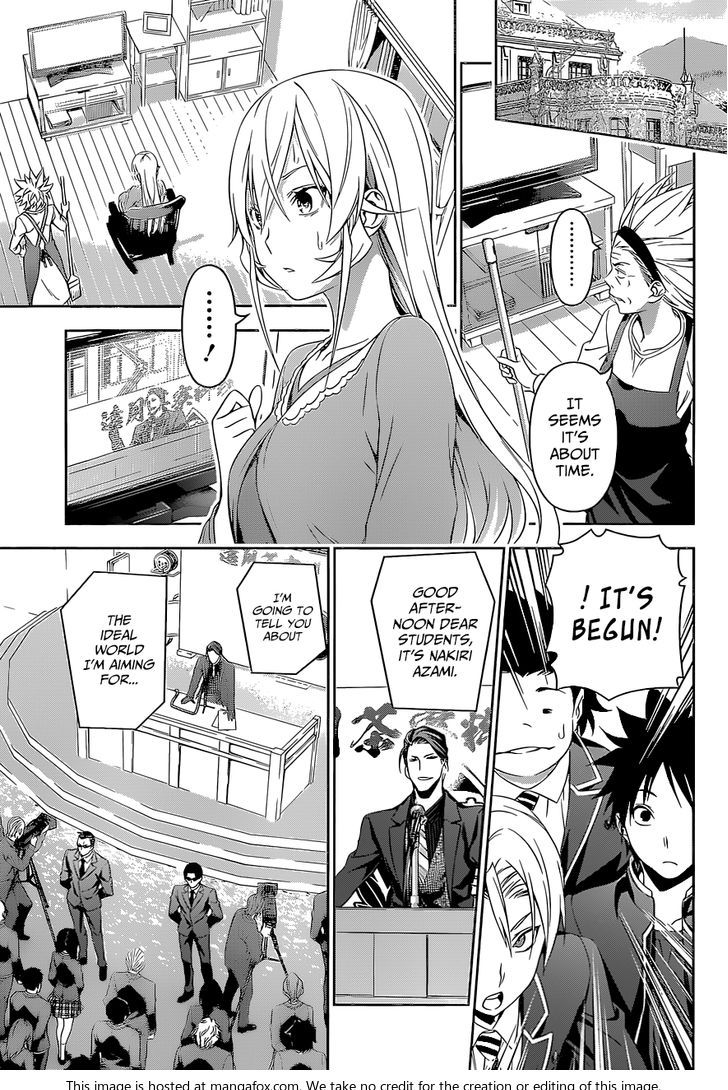 .......
IT
SEEMS
IT'S
ABOUT
TIME.
......!
! IT'S
BEGUN!
GOOD
AFTER-
NOON DEAR
STUDENTS,
IT'S NAKIRI
AZAMI.
I'M
GOING TO
TELL YOU
ABOUT
THE
IDEAL
WORLD
I'M AIMING
FOR...
This image is hosted at mangafox.com. We take no credit for the creation or editing of this image.